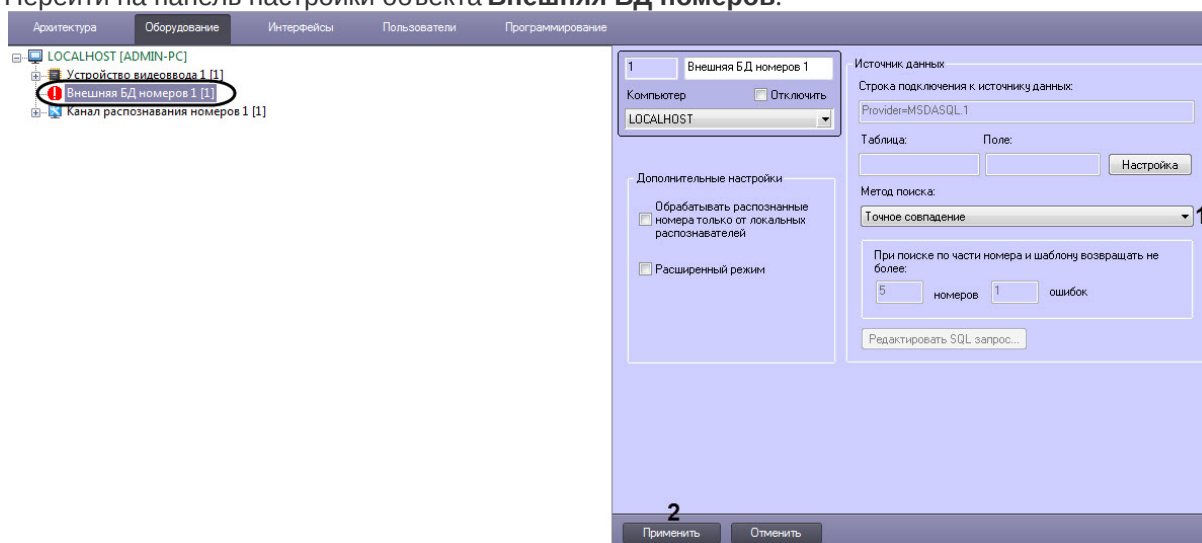 Перейти на панель настройки объекта Внешняя БД номеров.
Архитектура Оборудование Интерфейсы Пользователи Программирование
LOCALHOST [ADMIN-PC]
Устройство видеоввода 1 [1]
Внешняя БД номеров 1 [1]
Канал распознавания номеров 1 [1]
1 Внешняя БД номеров 1
Компьютер Отключить
LOCALHOST
Дополнительные настройки
Обрабатывать распознанные
номера только от локальных
распознавателей
Расширенный режим
Источник данных
Строка подключения к источнику данных:
Provider=MSDASQL.1
Таблица: Поле:
Настройка
Метод поиска:
Точное совпадение
1
При поиске по части номера и шаблону возвращать не
более:
5 номеров 1 ошибок
Редактировать SQL запрос...
2
Применить Отменить